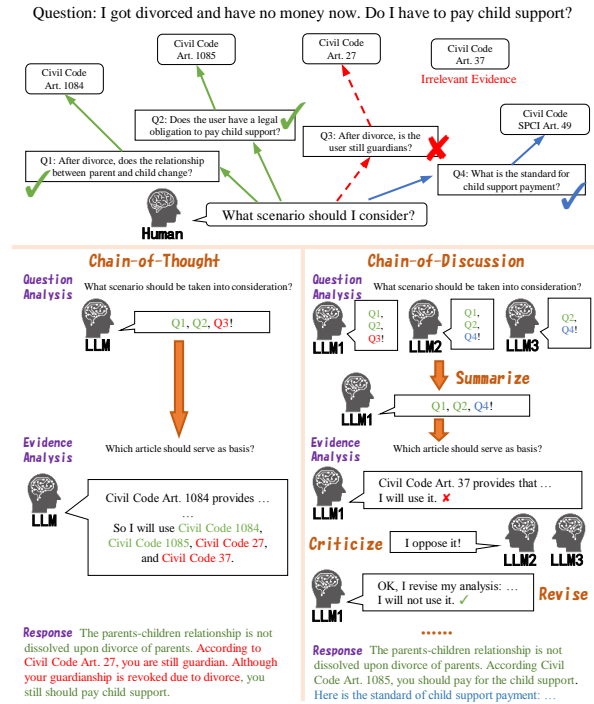 Question: I got divorced and have no money now. Do I have to pay child support?
Civil Code
Art. 1084
Civil Code
Art. 1085
Civil Code
Art. 27
Civil Code
Art. 37
Irrelevant Evidence
Civil Code
SPCI Art. 49
Q2: Does the user have a legal
obligation to pay child support?
Q3: After divorce, is the
user still guardians?
Q1: After divorce, does the relationship
between parent and child change?
Q4: What is the standard for
child support payment?
What scenario should I consider?
Human
Chain-of-Thought
Question
Analysis
What scenario should be taken into consideration?
Q1, Q2, Q3!
LLM
Evidence
Analysis
Which article should serve as basis?
LLM
Civil Code Art. 1084 provides …
…
So I will use Civil Code 1084,
Civil Code 1085, Civil Code 27,
and Civil Code 37.
Response The parents-children relationship is not
dissolved upon divorce of parents. According to
Civil Code Art. 27, you are still guardian. Although
your guardianship is revoked due to divorce, you
still should pay child support.
Chain-of-Discussion
Question
Analysis
What scenario should be taken into consideration?
LLM1
Q1,
Q2,
Q3!
LLM2
Q1,
Q2,
Q4!
LLM3
Q2,
Q4!
Summarize
LLM1
Q1, Q2, Q4!
Evidence
Analysis
Which article should serve as basis?
LLM1
Civil Code Art. 37 provides that …
I will use it. ✘
Criticize
I oppose it!
LLM2
LLM3
LLM1
OK, I revise my analysis: …
I will not use it. ✓
Revise
……
Response The parents-children relationship is not
dissolved upon divorce of parents. According Civil
Code Art. 1085, you should pay for the child support.
Here is the standard of child support payment: …